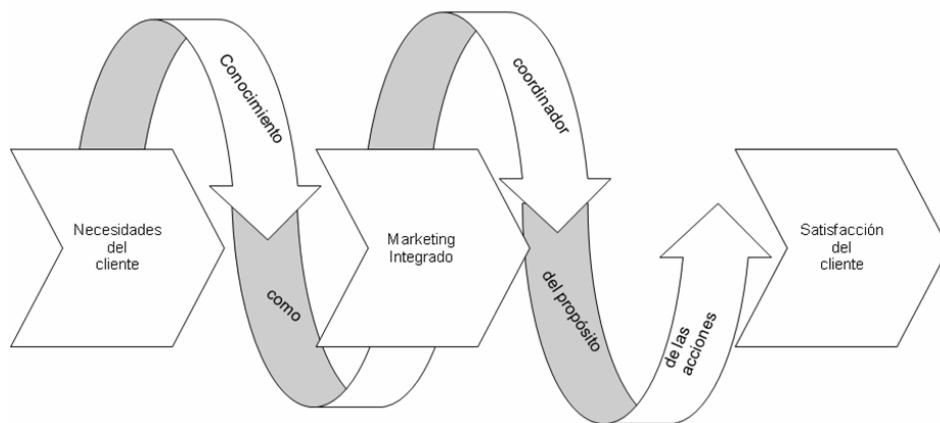 Necesidades
del
cliente
Conocimiento
como
Marketing
Integrado
coordinador
del propósito
de las
acciones
Satisfacción
del
cliente